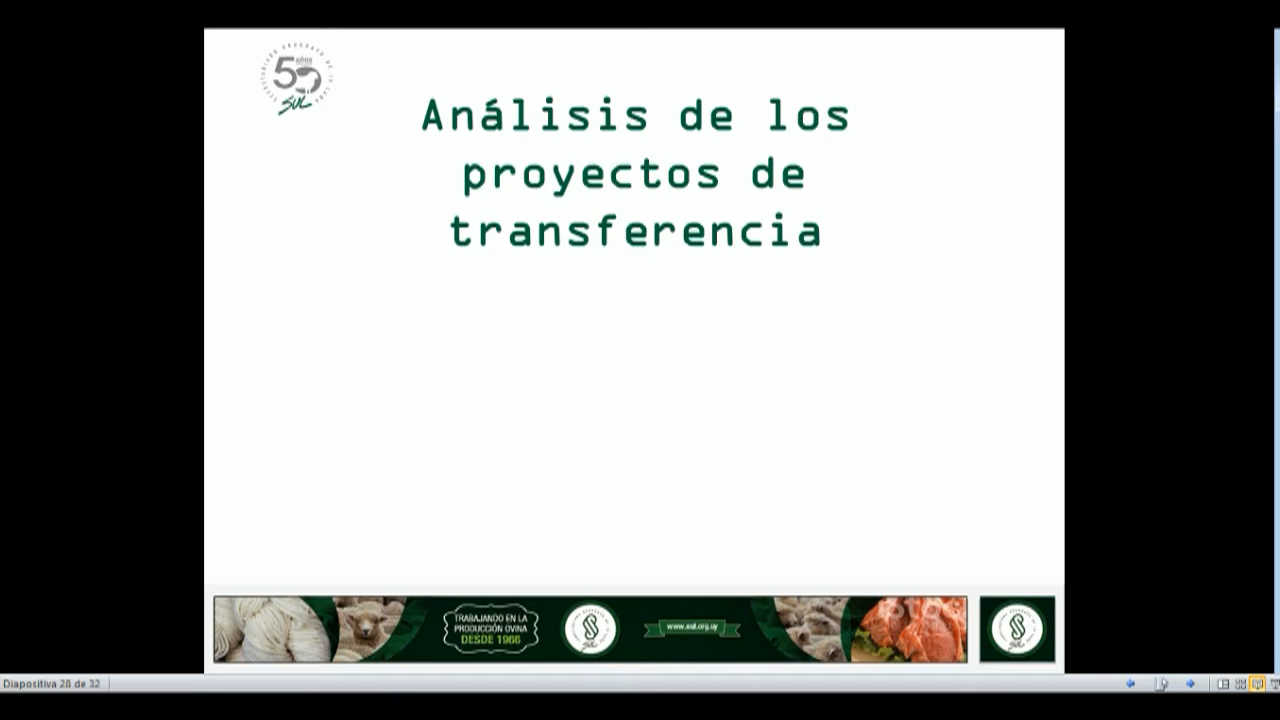 50
AÑOS
SUL
Análisis de los
proyectos de
transferencia
TRABAJANDO EN LA
PRODUCCIÓN OVINA
DESDE 1966
www.sul.org.uy
Diapositiva 28 de 32